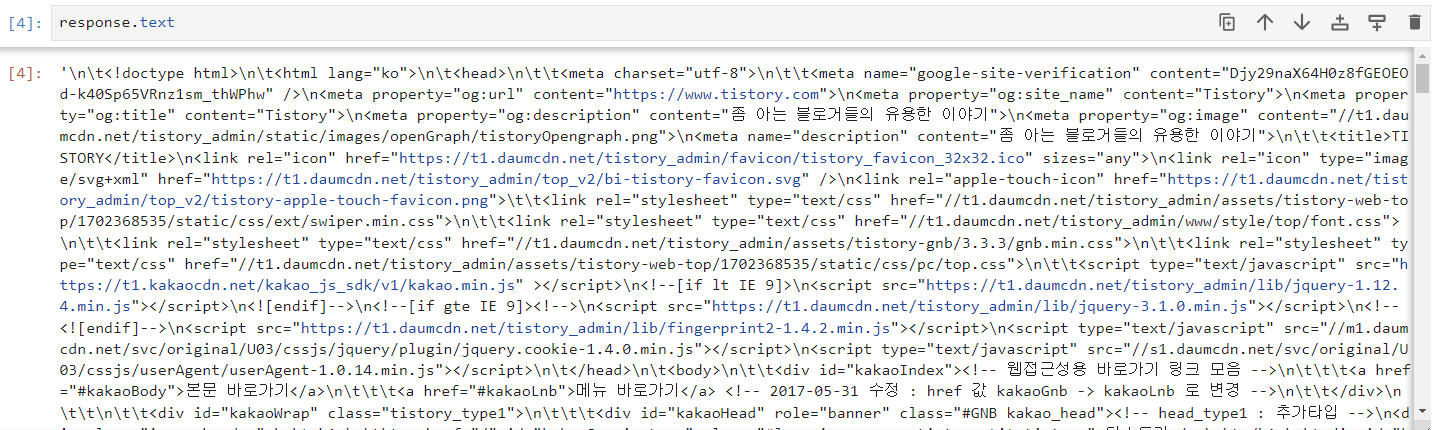 [4]: response.text
[4]: '\n\t<!doctype html>\n\t<html lang="ko">\n\t<head>\n\t\t<meta charset="utf-8">\n\t\t<meta name="google-site-verification" content="Djy29naX64H0z8fGEOEO
d-k40Sp65VRnz1sm_thWPhw" />\n<meta property="og:url" content="https://www.tistory.com">\n<meta property="og:site_name" content="Tistory">\n<meta proper
ty="og:title" content="Tistory">\n<meta property="og:description" content="좀 아는 블로거들의 유용한 이야기">\n<meta property="og:image" content="//t1.dau
mcdn.net/tistory_admin/static/images/openGraph/tistoryOpengraph.png">\n<meta name="description" content="좀 아는 블로거들의 유용한 이야기">\n\t\t<title>TI
STORY</title>\n<link rel="icon" href="https://t1.daumcdn.net/tistory_admin/favicon/tistory_favicon_32x32.ico" sizes="any">\n<link rel="icon" type="imag
e/svg+xml" href="https://t1.daumcdn.net/tistory_admin/top_v2/bi-tistory-favicon.svg" />\n<link rel="apple-touch-icon" href="https://t1.daumcdn.net/tist
ory_admin/top_v2/tistory-apple-touch-favicon.png">\t\t<link rel="stylesheet" type="text/css" href="//t1.daumcdn.net/tistory_admin/assets/tistory-web-to
p/1702368535/static/css/ext/swiper.min.css">\n\t\t<link rel="stylesheet" type="text/css" href="//t1.daumcdn.net/tistory_admin/www/style/top/font.css">
\n\t\t<link rel="stylesheet" type="text/css" href="//t1.daumcdn.net/tistory_admin/assets/tistory-gnb/3.3.3/gnb.min.css">\n\t\t<link rel="stylesheet" ty
pe="text/css" href="//t1.daumcdn.net/tistory_admin/assets/tistory-web-top/1702368535/static/css/pc/top.css">\n\t\t<script type="text/javascript" src="h
ttps://t1.kakaocdn.net/kakao_js_sdk/v1/kakao.min.js" ></script>\n<!--[if lt IE 9]>\n<script src="https://t1.daumcdn.net/tistory_admin/lib/jquery-1.12.
4.min.js"></script>\n<![endif]-->\n<!--[if gte IE 9]><!-->\n<script src="https://t1.daumcdn.net/tistory_admin/lib/jquery-3.1.0.min.js"></script>\n<!--
<![endif]-->\n<script src="https://t1.daumcdn.net/tistory_admin/lib/fingerprint2-1.4.2.min.js"></script>\n<script type="text/javascript" src="//m1.daum
cdn.net/svc/original/U03/cssjs/jquery/plugin/jquery.cookie-1.4.0.min.js"></script>\n<script type="text/javascript" src="//s1.daumcdn.net/svc/original/U
03/cssjs/userAgent/userAgent-1.0.14.min.js"></script>\n\t</head>\n\t<body>\n\t\t<div id="kakaoIndex"><!-- 웹접근성용 바로가기 링크 모음 -->\n\t\t\t<a href
="#kakaoBody">본문 바로가기</a>\n\t\t\t<a href="#kakaoLnb">메뉴 바로가기</a> <!-- 2017-05-31 수정 : href 값 kakaoGnb -> kakaoLnb 로 변경 -->\n\t\t</div>\n
\t\t\n\t\t<div id="kakaoWrap" class="tistory_type1">\n\t\t\t<div id="kakaoHead" role="banner" class="#GNB kakao_head"><!-- head_type1 : 추가타입 -->\n<d